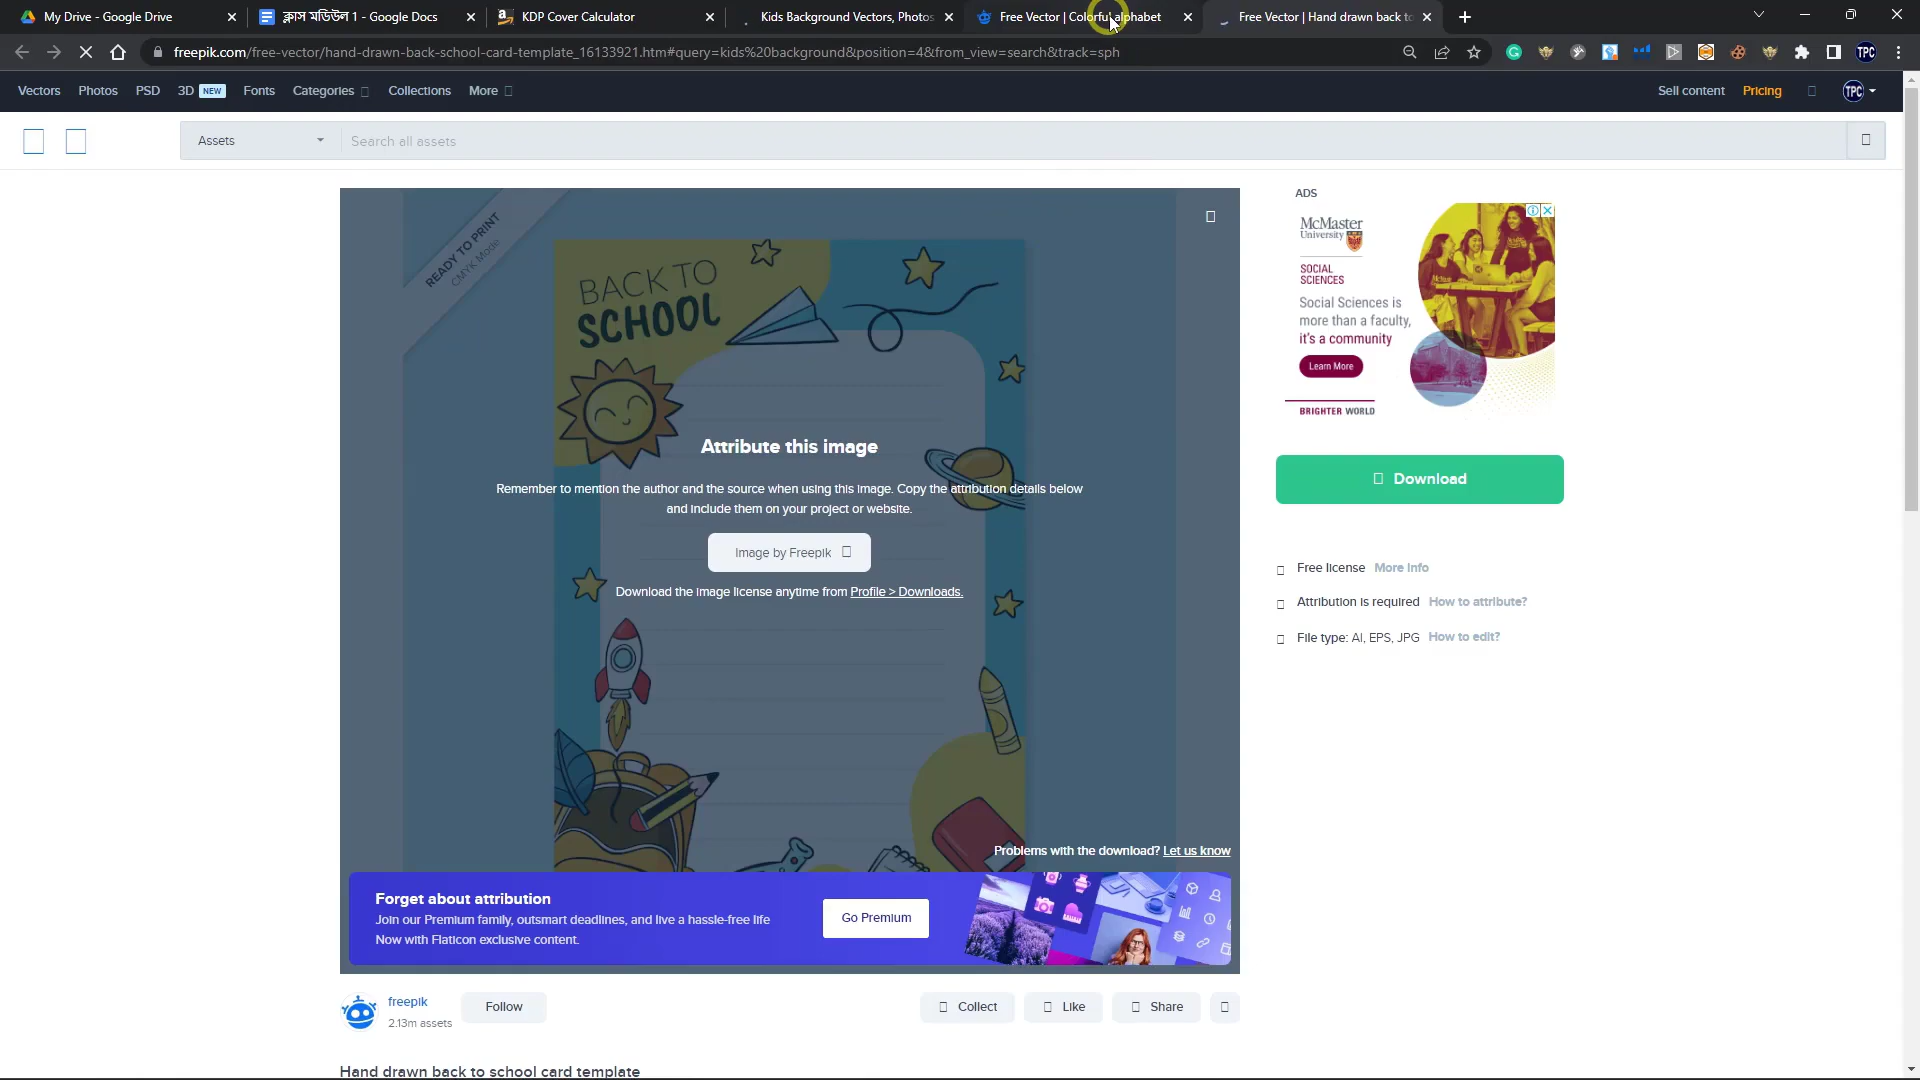 My Drive - Google Drive
ক্লাস মডিউল 1 - Google Docs
KDP Cover Calculator
Kids Background Vectors, Photos
Free Vector | Colorful alphabet
Free Vector | Hand drawn back to
freepik.com/free-vector/hand-drawn-back-school-card-template_16133921.htm#query=kids%20background&position=4&from_view=search&track=sph
TPC
Vectors Photos PSD 3D NEW Fonts Categories Collections More
Sell content Pricing TPC
Assets Search all assets
READY TO PRINT
CMYK Mode
BACK TO
SCHOOL
Attribute this image
Remember to mention the author and the source when using this image. Copy the attribution details below
and include them on your project or website.
Image by Freepik
Download the image license anytime from Profile > Downloads.
Problems with the download? Let us know
Forget about attribution
Join our Premium family, outsmart deadlines, and live a hassle-free life
Now with Flaticon exclusive content.
Go Premium
freepik
2.13m assets
Follow
Collect
Like
Share
Hand drawn back to school card template
ADS
McMaster
University
SOCIAL
SCIENCES
Social Sciences is
more than a faculty,
it's a community
Learn More
BRIGHTER WORLD
Download
Free license More info
Attribution is required How to attribute?
File type: AI, EPS, JPG How to edit?